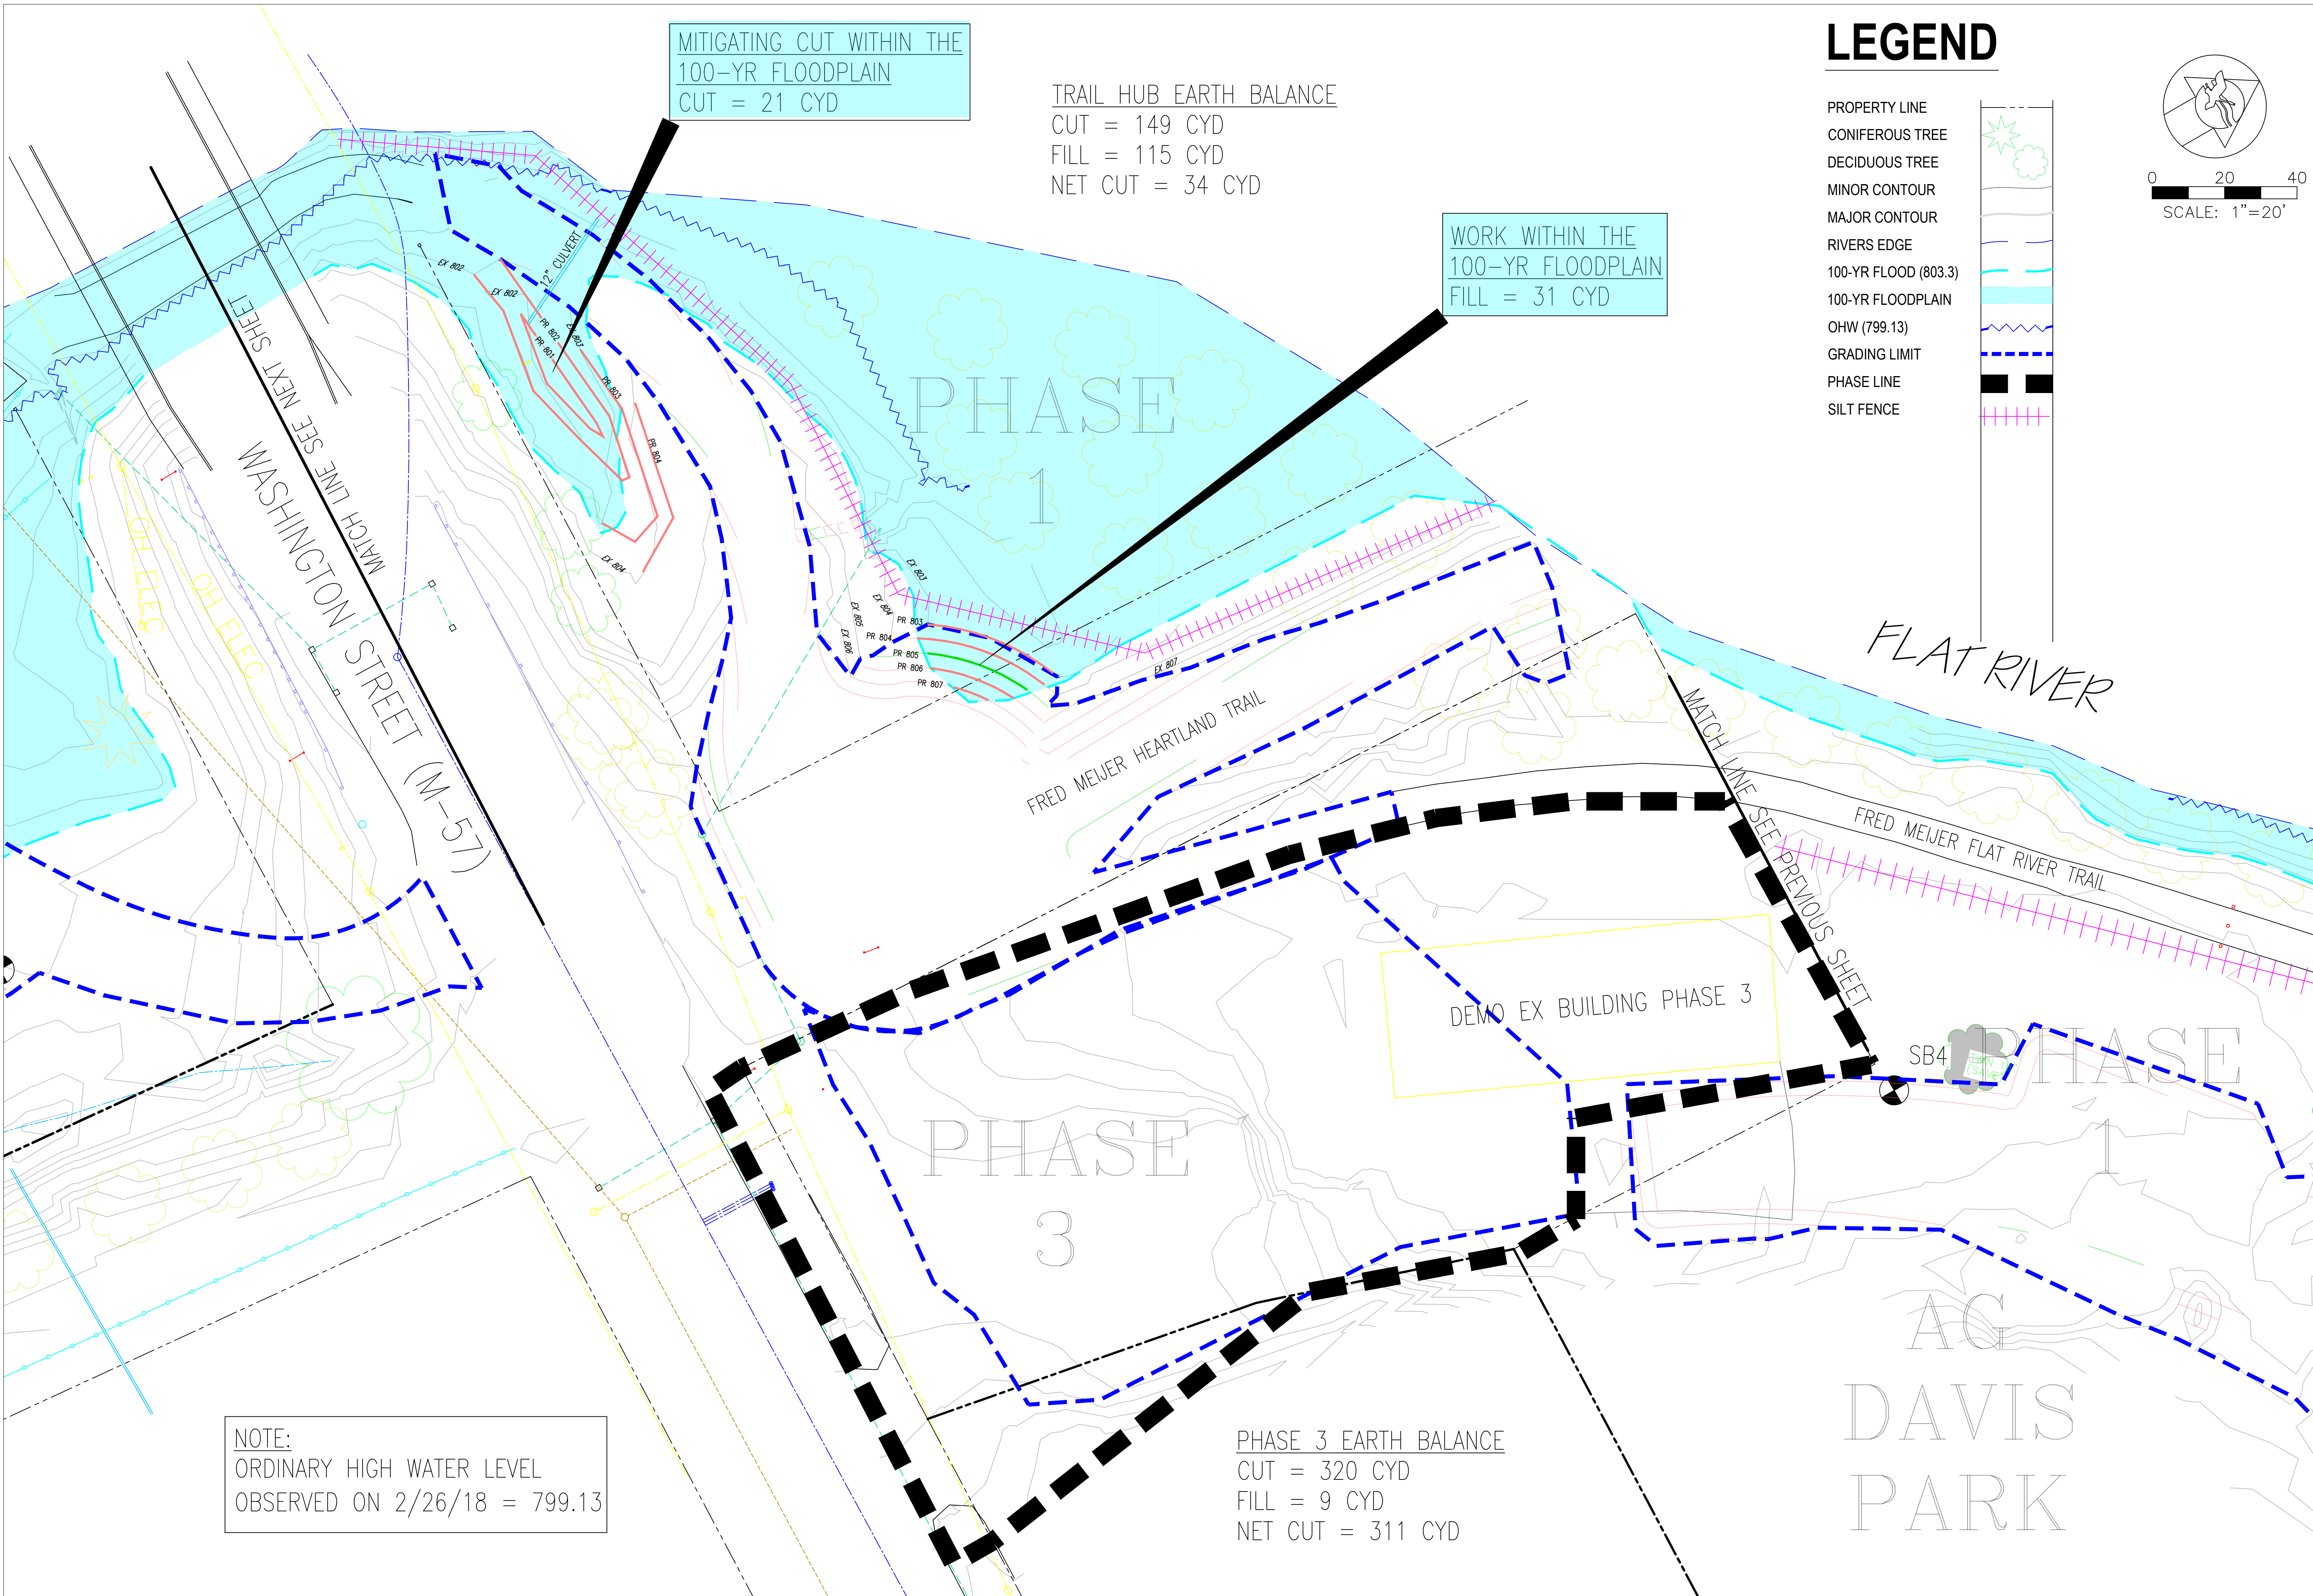 MITIGATING CUT WITHIN THE
100-YR FLOODPLAIN
CUT = 21 CYD
TRAIL HUB EARTH BALANCE
CUT = 149 CYD
FILL = 115 CYD
NET CUT = 34 CYD
WORK WITHIN THE
100-YR FLOODPLAIN
FILL = 31 CYD
LEGEND
PROPERTY LINE
CONIFEROUS TREE
DECIDUOUS TREE
MINOR CONTOUR
MAJOR CONTOUR
RIVERS EDGE
100-YR FLOOD (803.3)
100-YR FLOODPLAIN
OHW (799.13)
GRADING LIMIT
PHASE LINE
SILT FENCE
0 20 40
SCALE: 1"=20'
EX 802
EX 802
12" CULVERT
PR 802
EX 803
PR 801
PR 803
PR 804
EX 804
MATCH LINE SEE NEXT SHEET
WASHINGTON STREET (M-57)
OH ELEC
OH ELEC
PHASE
1
EX 803
EX 804
EX 805
EX 806
PR 803
PR 804
PR 805
PR 806
PR 807
EX 807
FRED MEIJER HEARTLAND TRAIL
FLAT RIVER
MATCH LINE SEE PREVIOUS SHEET
FRED MEIJER FLAT RIVER TRAIL
DEMO EX BUILDING PHASE 3
SB4
PHASE
1
PHASE
3
AG
DAVIS
PARK
NOTE:
ORDINARY HIGH WATER LEVEL
OBSERVED ON 2/26/18 = 799.13
PHASE 3 EARTH BALANCE
CUT = 320 CYD
FILL = 9 CYD
NET CUT = 311 CYD